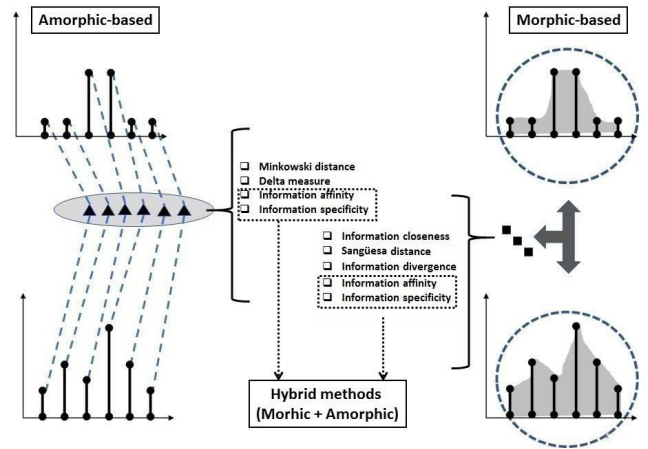 Amorphic-based
Morphic-based
❑ Minkowski distance
❑ Delta measure
❑ Information affinity
❑ Information specificity
❑ Information closeness
❑ Sangüesa distance
❑ Information divergence
❑ Information affinity
❑ Information specificity
Hybrid methods
(Morhic + Amorphic)